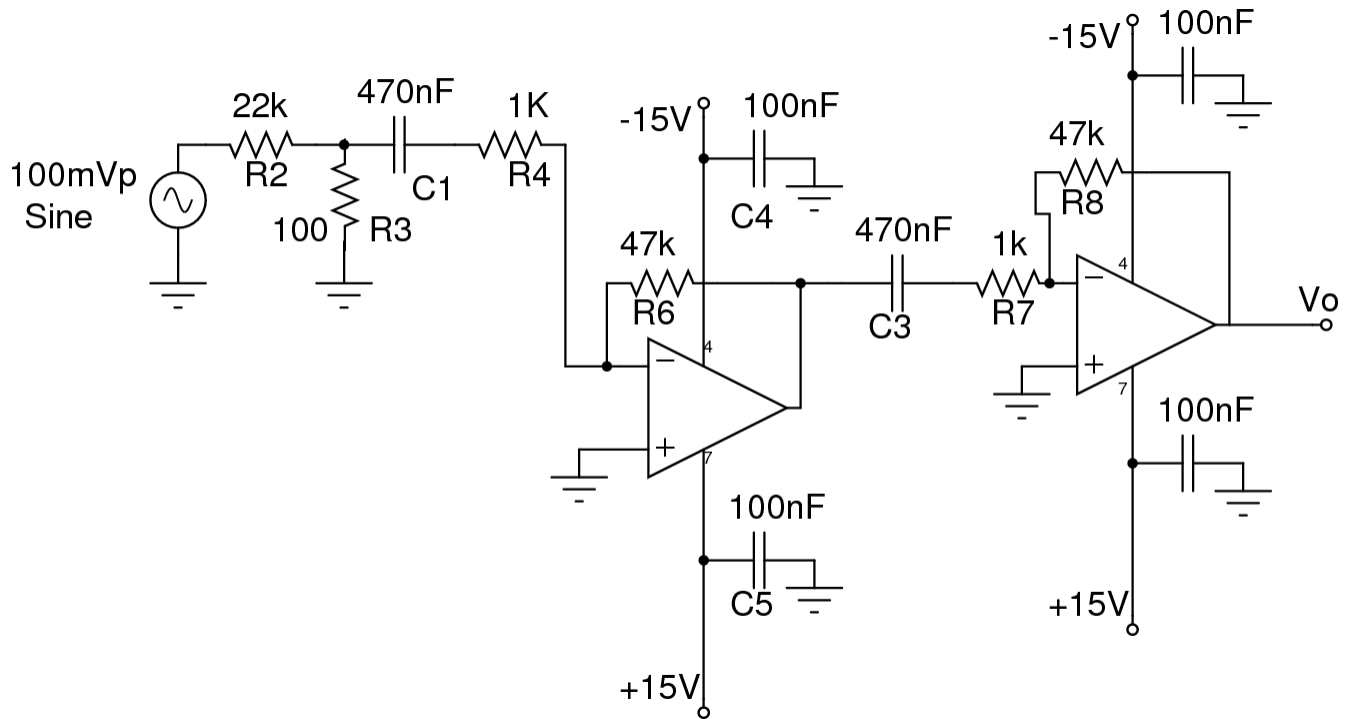 22k
R2
100mVp
Sine
100
R3
470nF
C1
1K
R4
-15V
100nF
C4
47k
R6
4
−
+
7
100nF
C5
+15V
470nF
C3
1k
R7
-15V
100nF
47k
R8
4
−
+
7
Vo
100nF
+15V